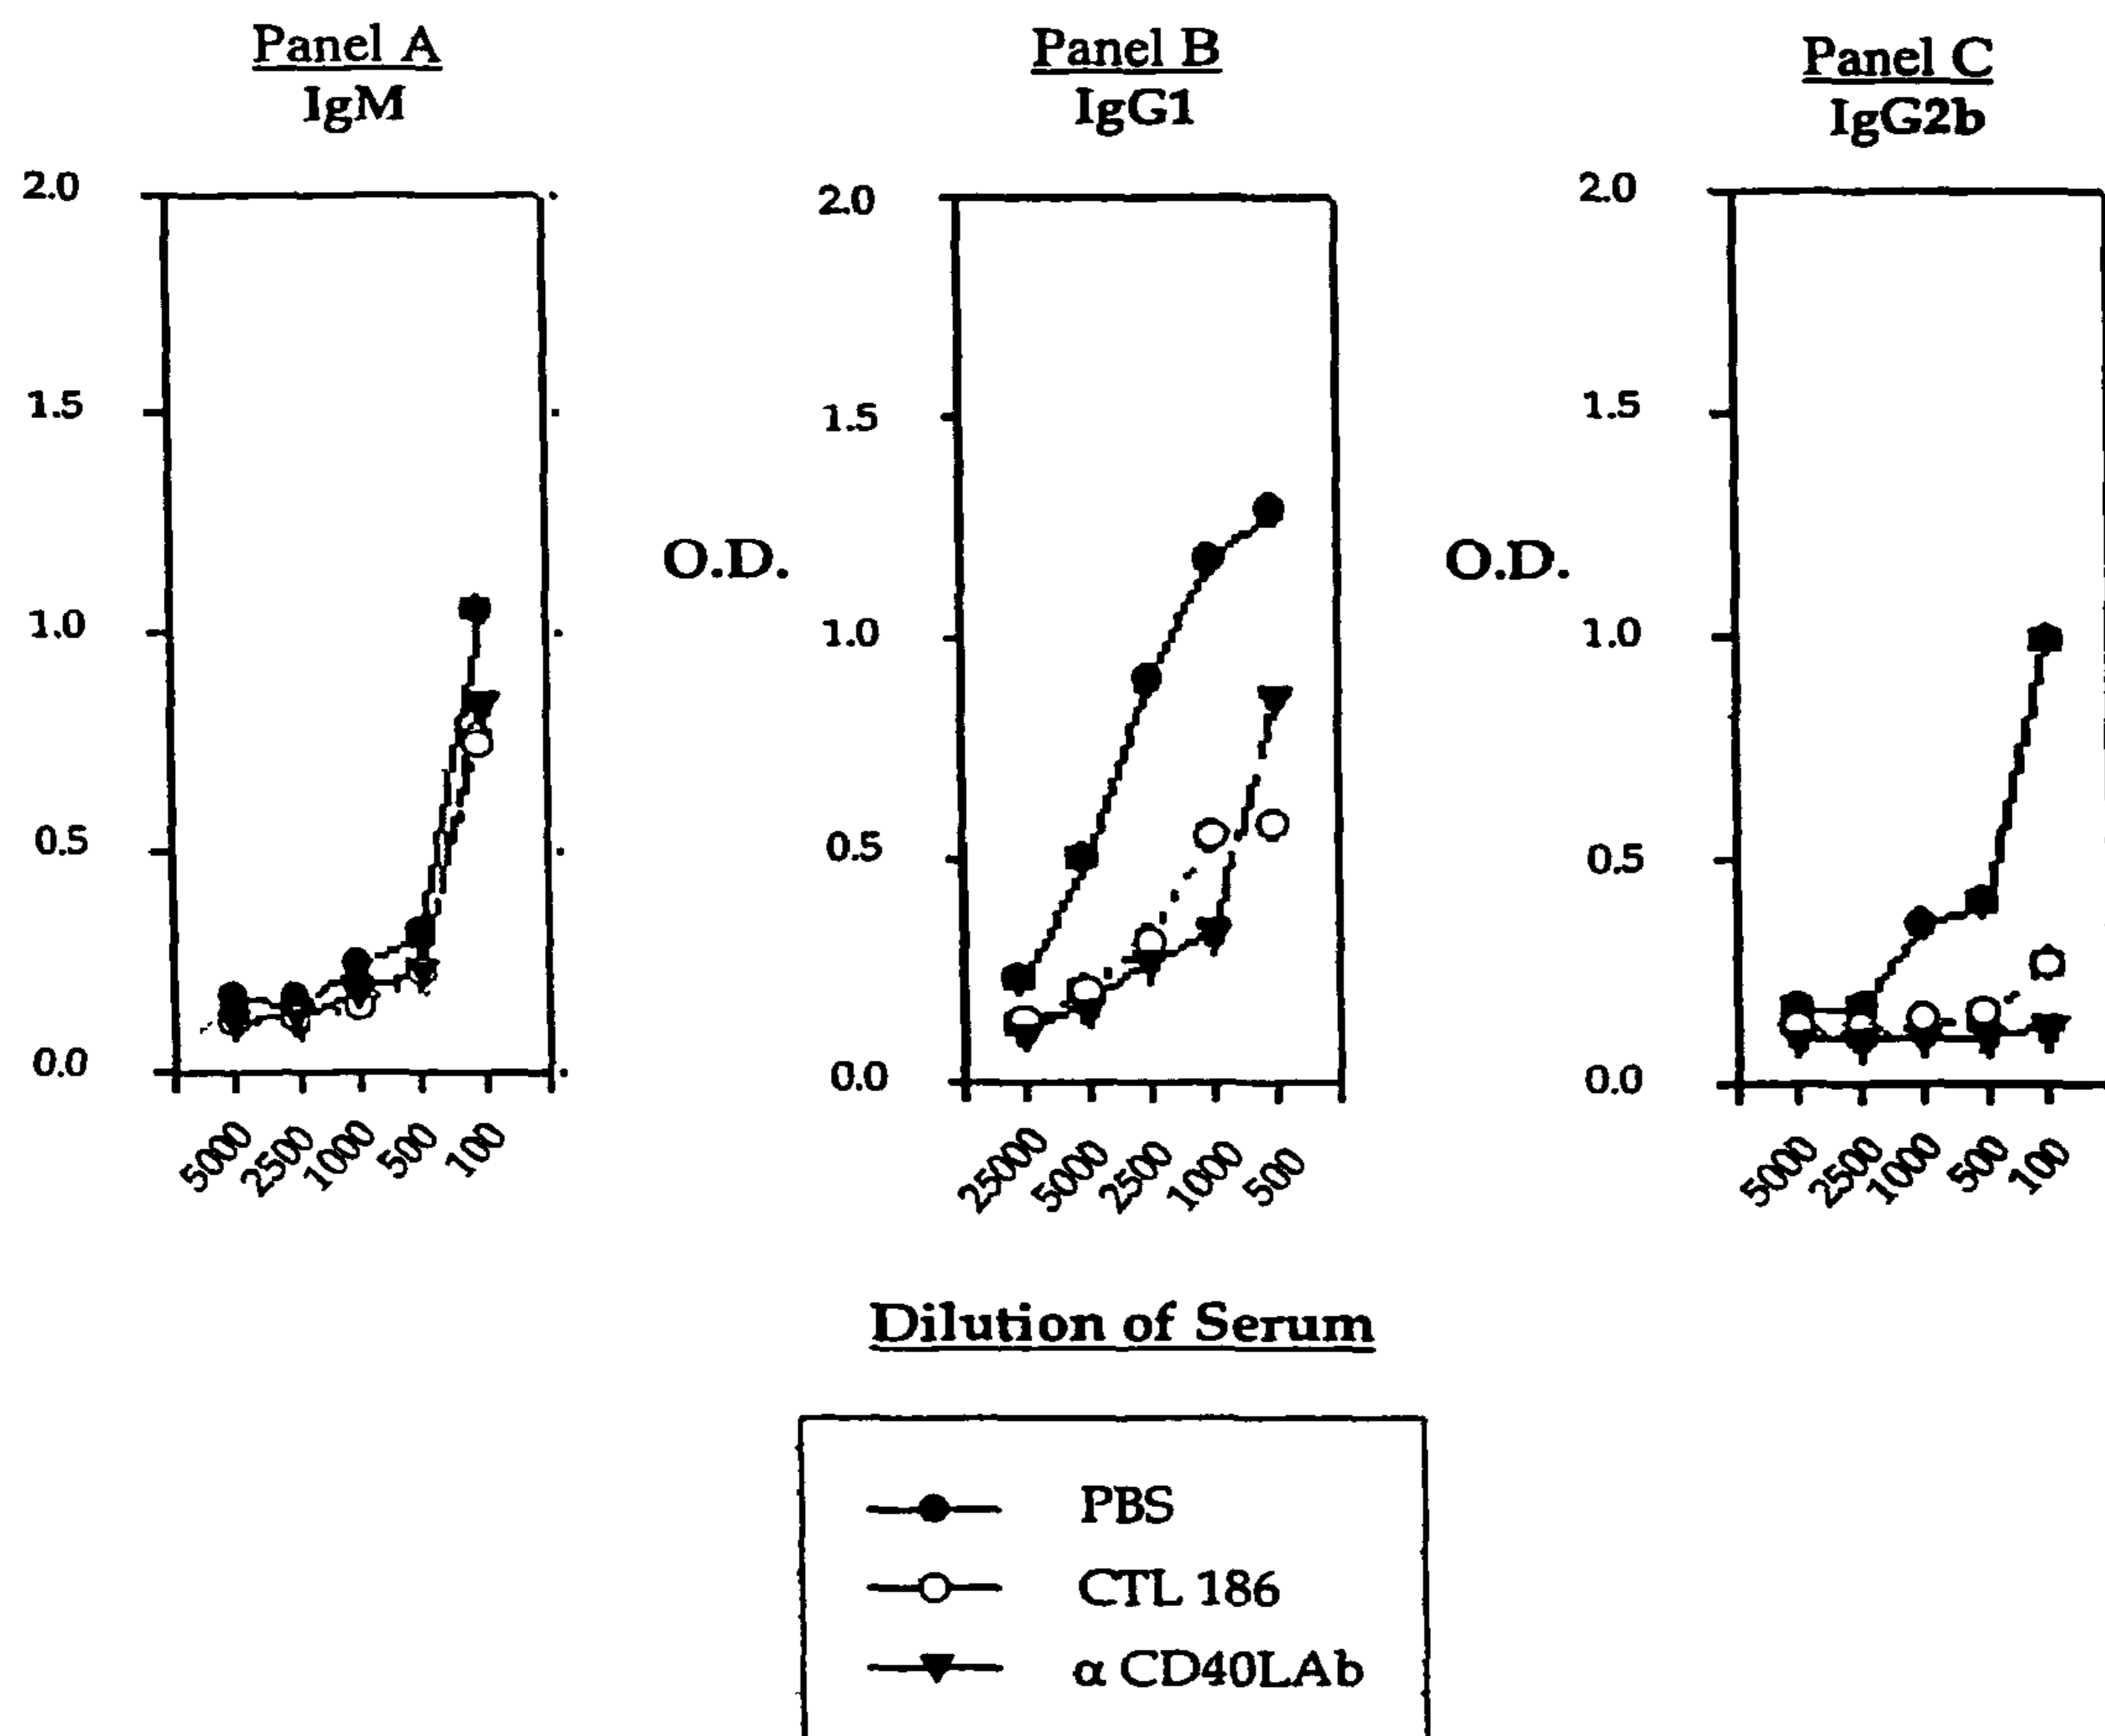 Panel A
IgM
2.0
1.5
1.0
0.5
0.0
5000
2500
1000
500
100
Panel B
IgG1
O.D.
2.0
1.5
1.0
0.5
0.0
25000
5000
2500
1000
500
Panel C
IgG2b
O.D.
2.0
1.5
1.0
0.5
0.0
5000
2500
1000
500
100
Dilution of Serum
PBS
CTL 186
α CD40LAb